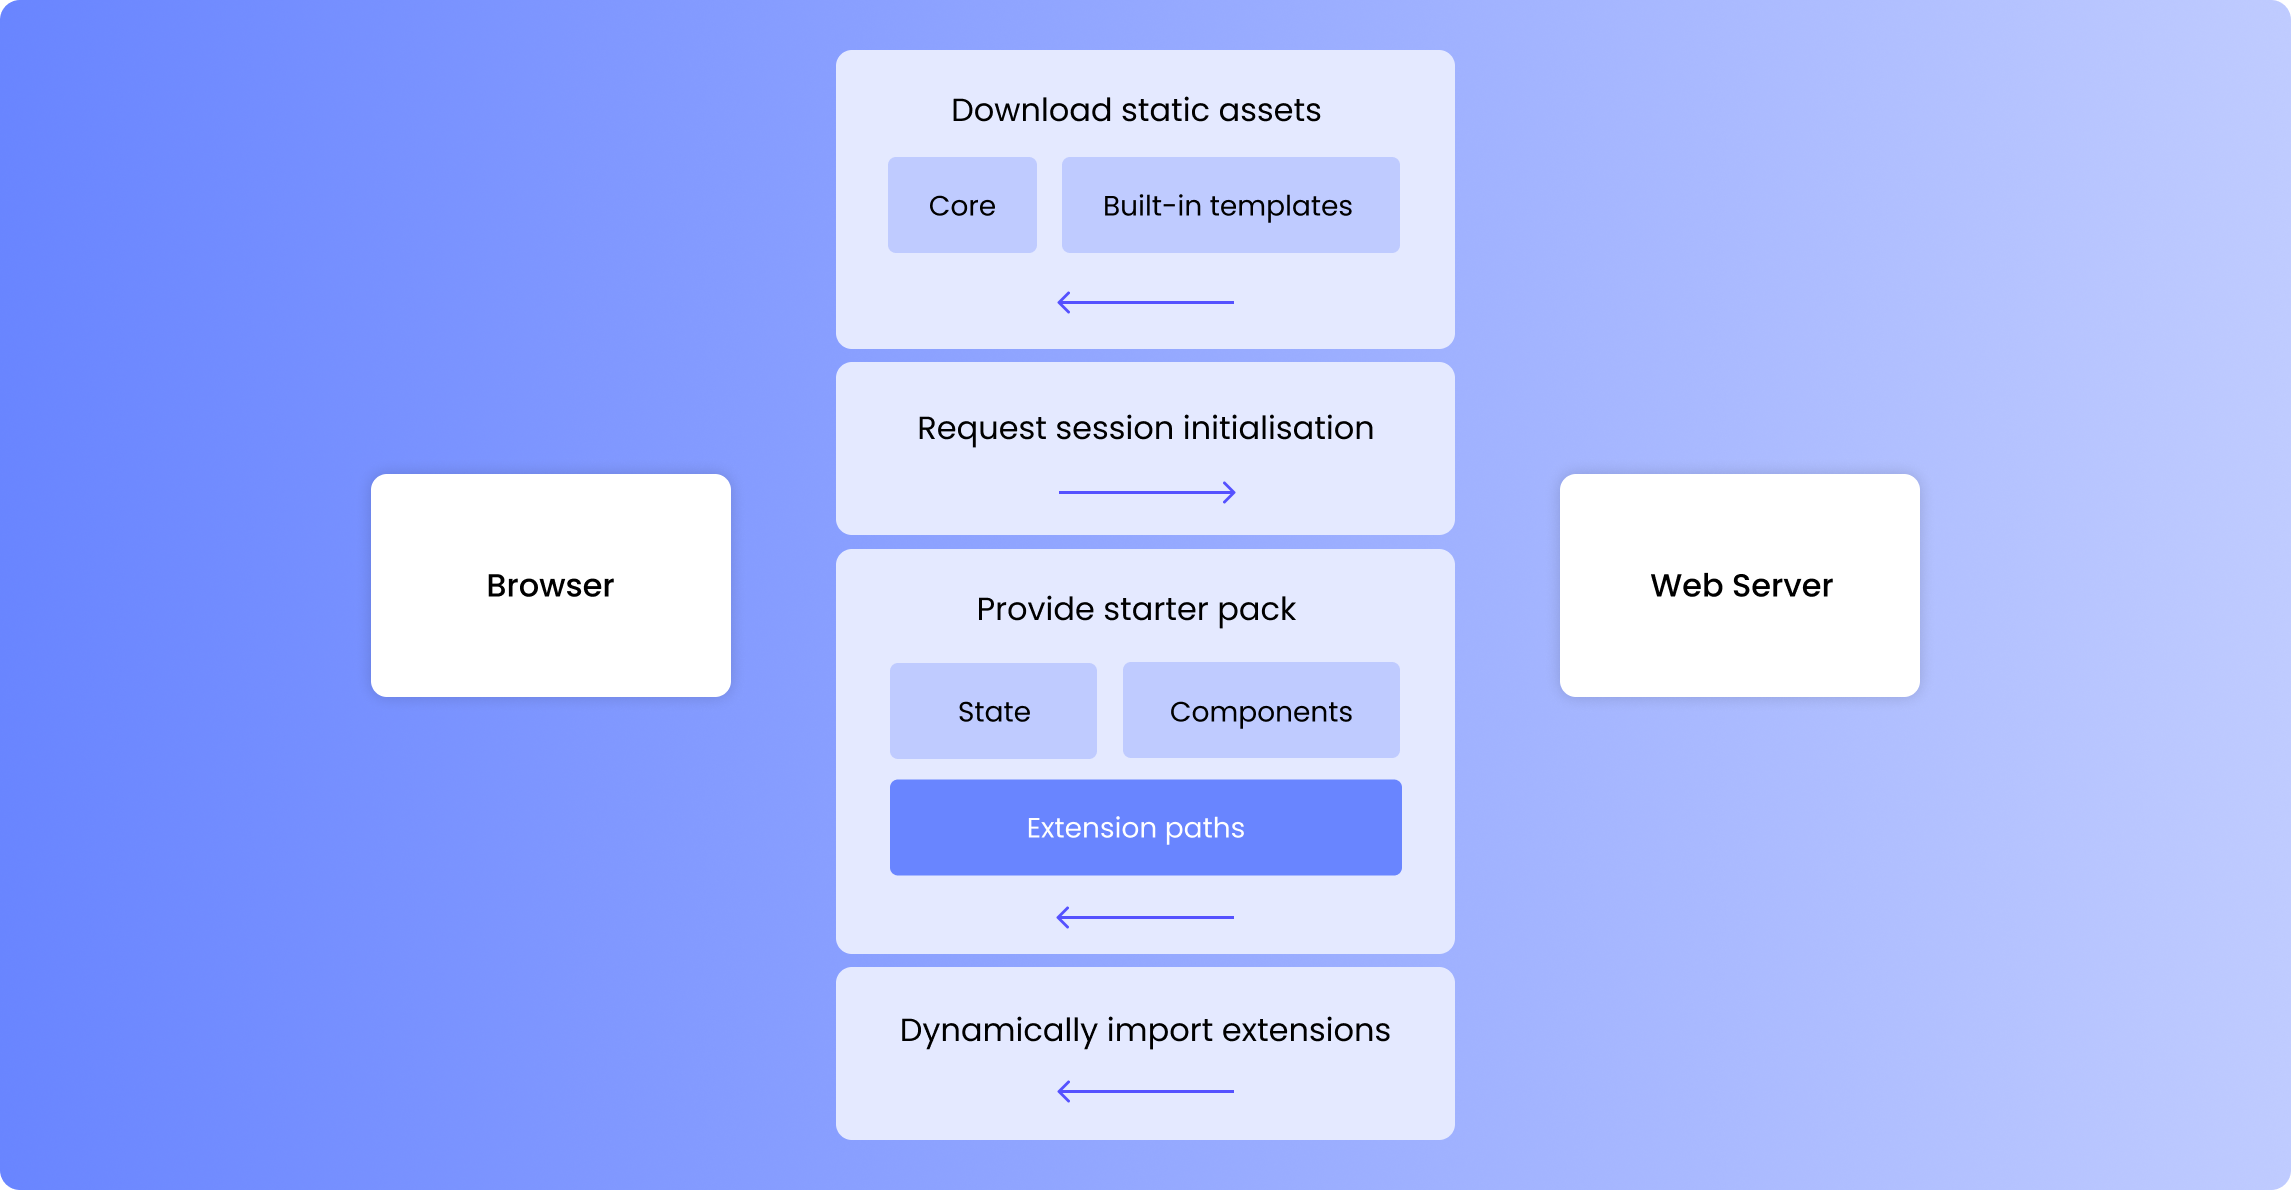 Download static assets
Core
Built-in templates
Request session initialisation
Browser
Web Server
Provide starter pack
State
Components
Extension paths
Dynamically import extensions